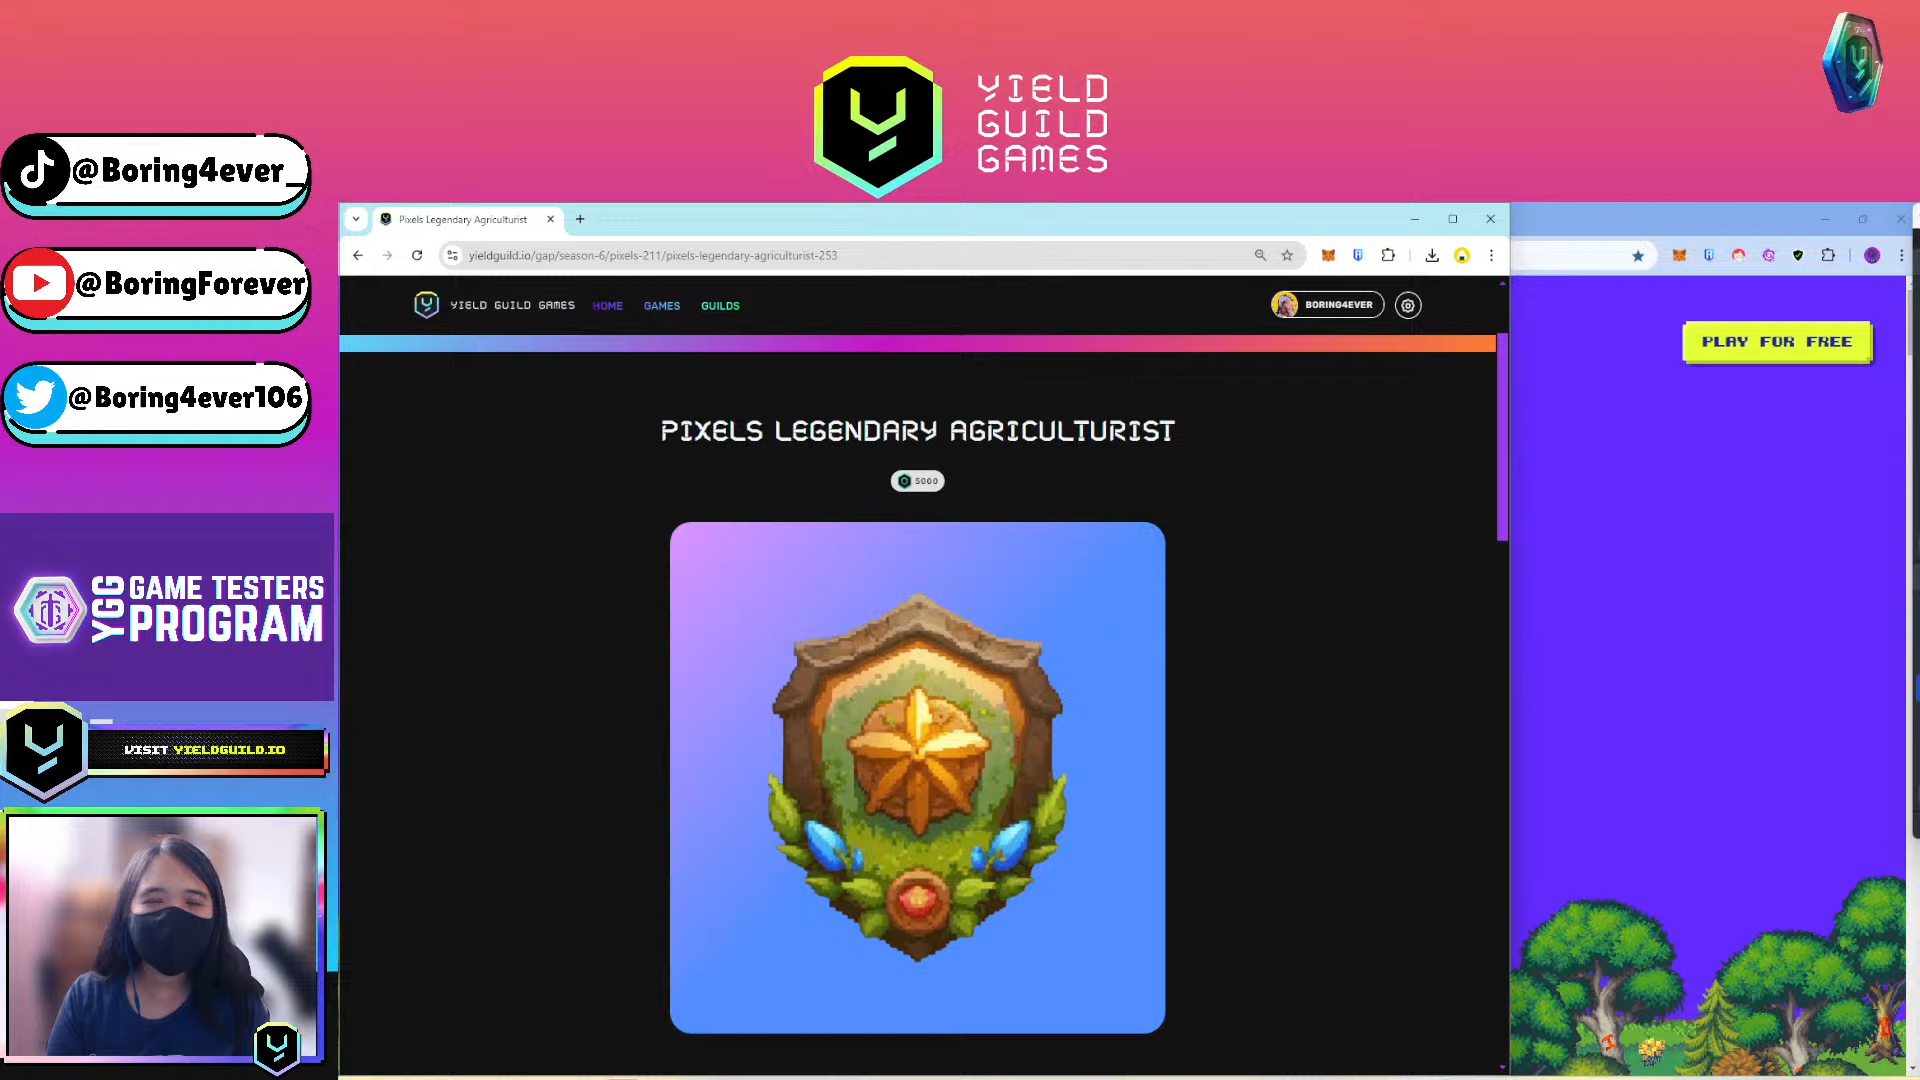 YIELD
GUILD
GAMES
@Boring4ever_
@BoringForever
@Boring4ever106
YGG GAME TESTERS
PROGRAM
VISIT YIELDGUILD.IO
Pixels Legendary Agriculturist
yieldguild.io/gap/season-6/pixels-211/pixels-legendary-agriculturist-253
YIELD GUILD GAMES HOME GAMES GUILDS
BORING4EVER
PIXELS LEGENDARY AGRICULTURIST
5000
PLAY FOR FREE